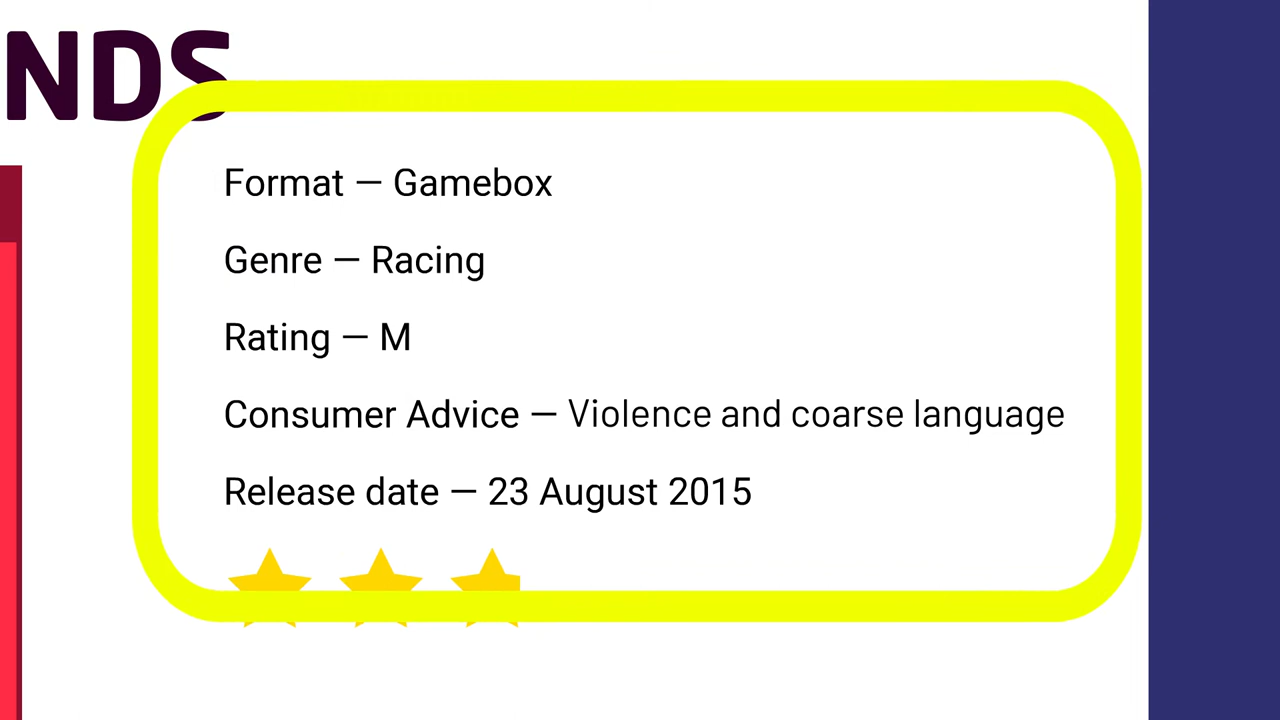 NDS
Format — Gamebox
Genre — Racing
Rating — M
Consumer Advice — Violence and coarse language
Release date — 23 August 2015